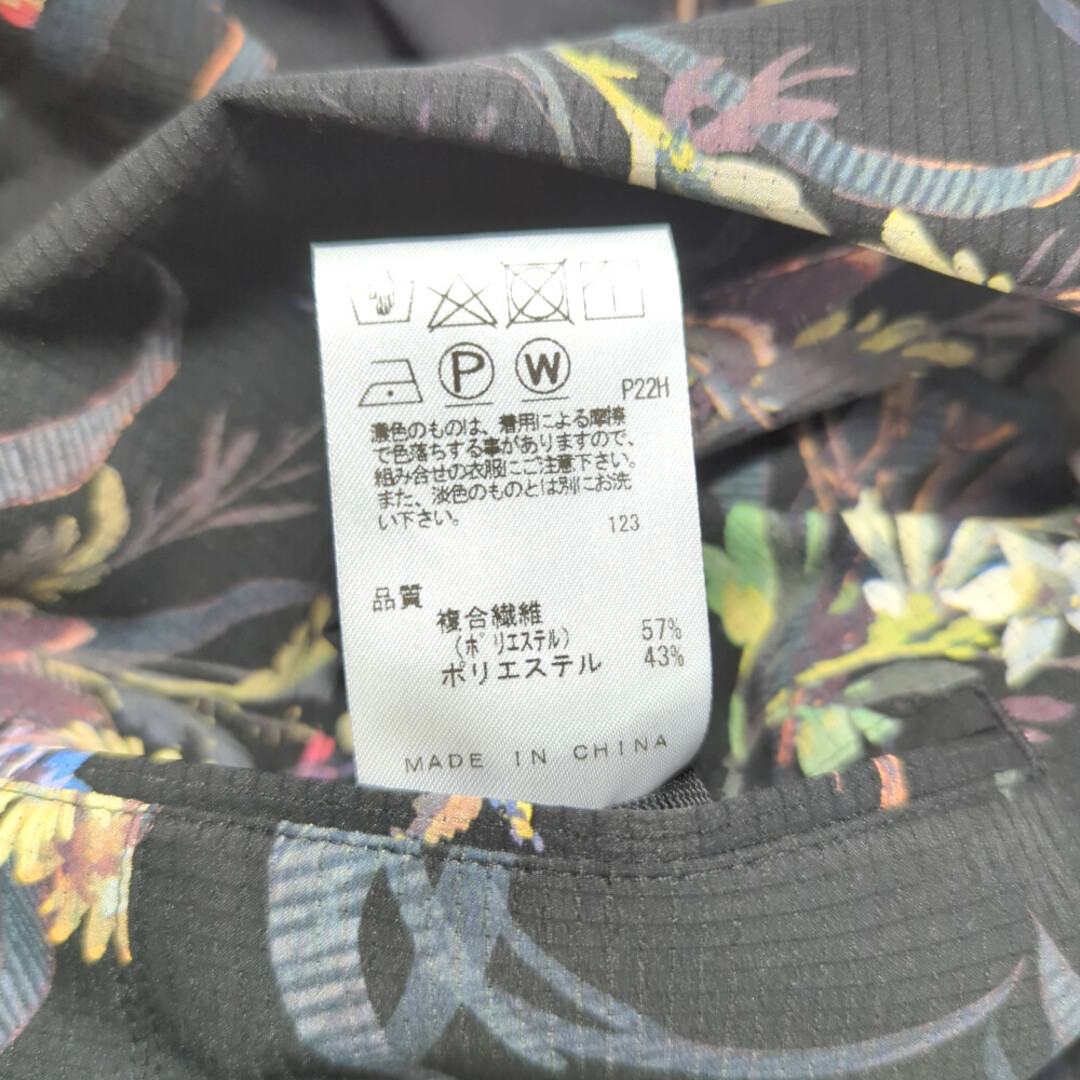 P W
P22H
濃色のものは、着用による摩擦
で色落ちする事がありますので、
組み合せの衣服にご注意下さい。
また、淡色のものとは別にお洗
い下さい。
123
品質
複合繊維
(ポリエステル) 57%
ポリエステル 43%
MADE IN CHINA